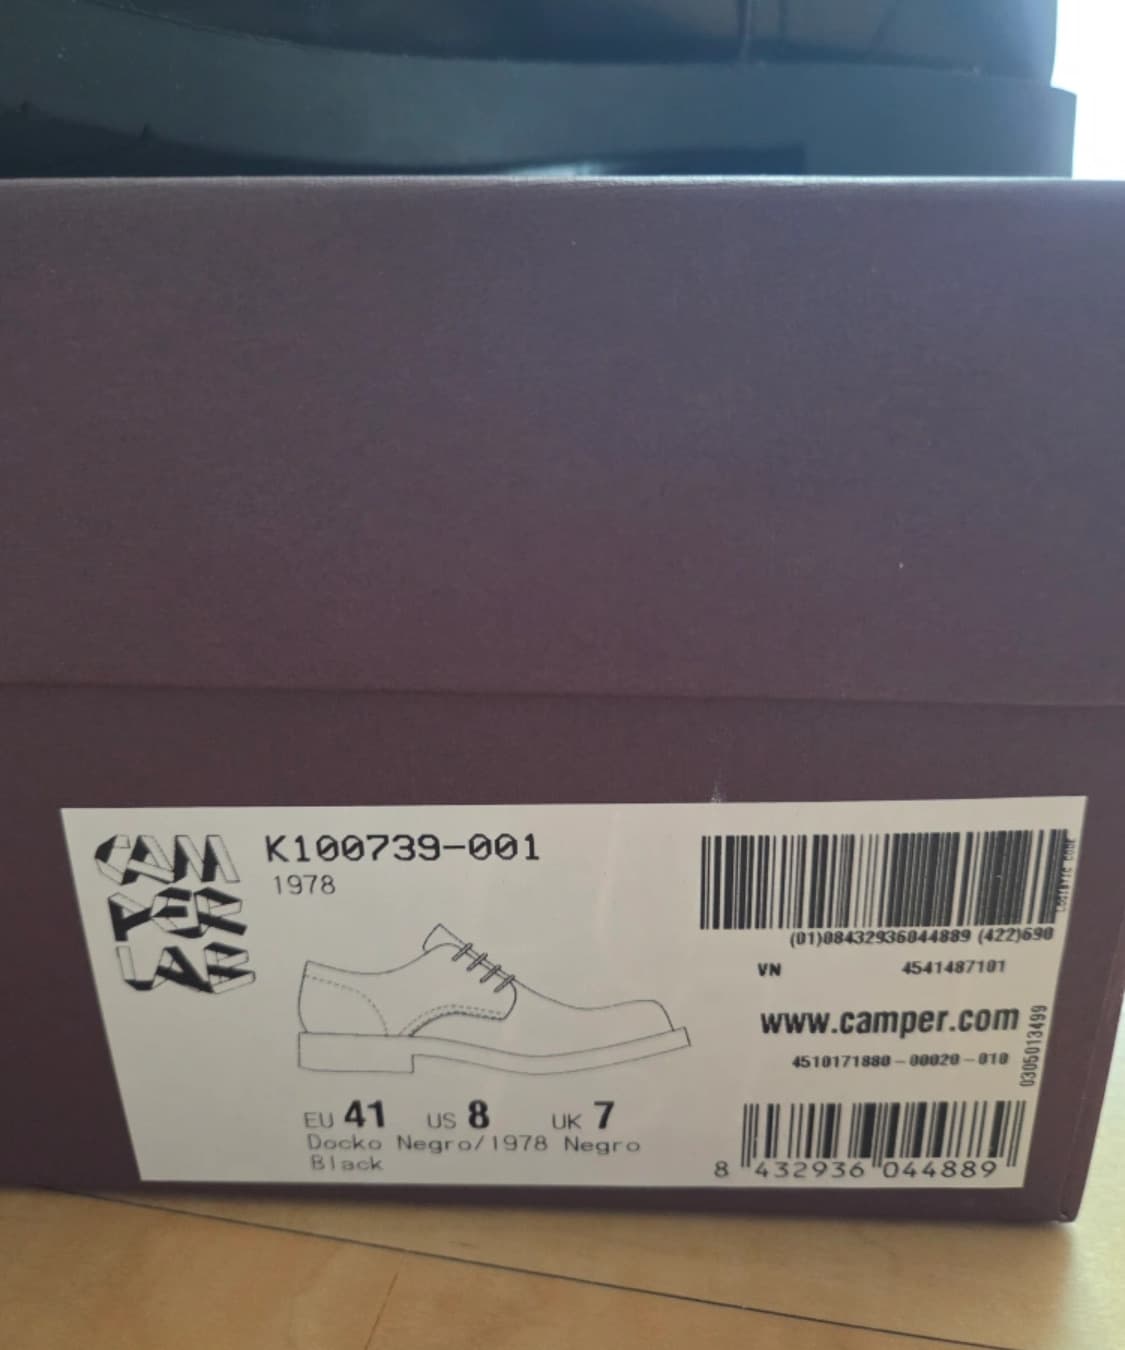 CAM
PER
LAB
K100739-001
1978
EU 41 US 8 UK 7
Docko Negro/1978 Negro
Black
(01)08432936044889 (422)690
VN 4541487101
www.camper.com
4510171880-00020-010
0305013499
8 432936 044889